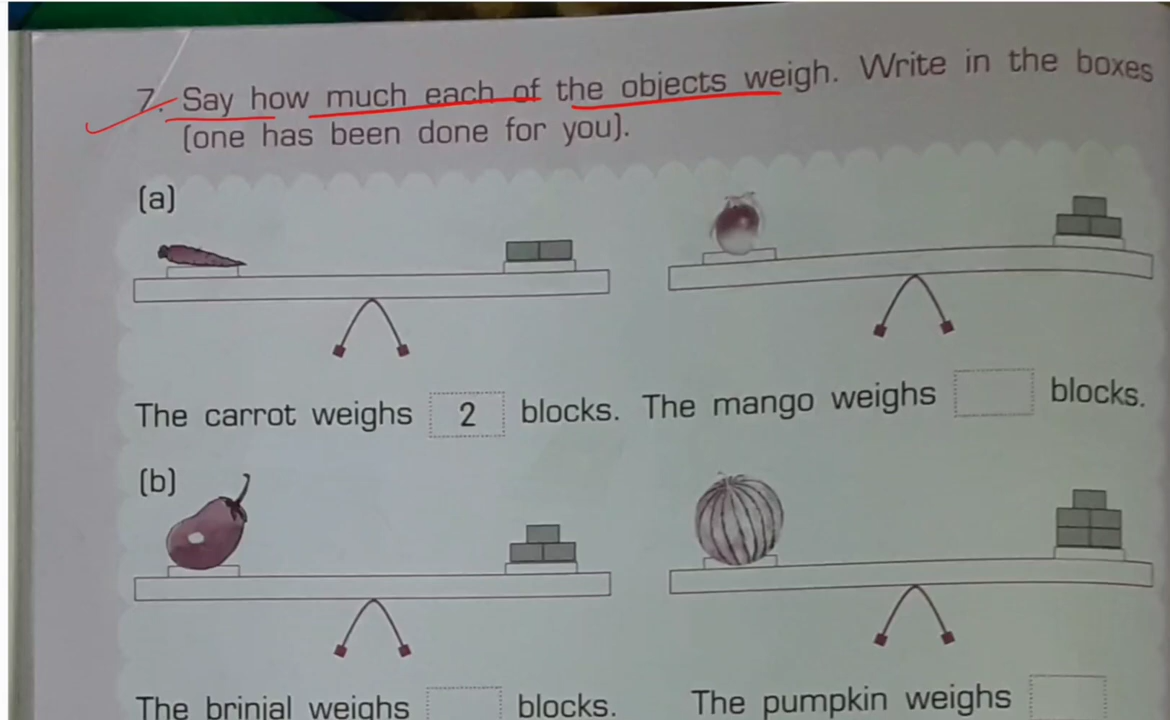 7. Say how much each of the objects weigh. Write in the boxes
(one has been done for you).
(a)
The carrot weighs 2 blocks. The mango weighs blocks.
(b)
The brinjal weighs blocks. The pumpkin weighs